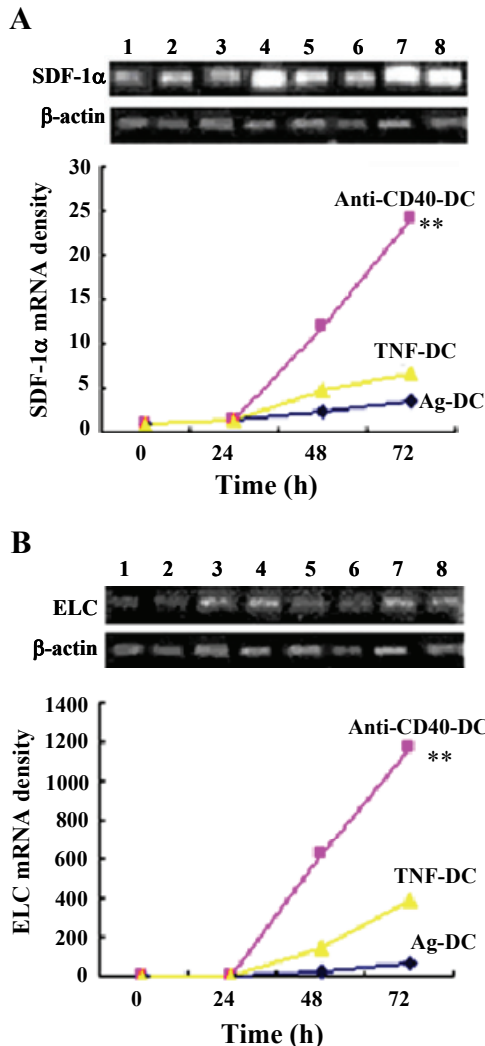 A
1 2 3 4 5 6 7 8
SDF-1α
β-actin
30
25
20
15
10
5
0
SDF-1α mRNA density
Anti-CD40-DC
**
TNF-DC
Ag-DC
0 24 48 72
Time (h)
B
1 2 3 4 5 6 7 8
ELC
β-actin
1400
1200
1000
800
600
400
200
0
ELC mRNA density
Anti-CD40-DC
**
TNF-DC
Ag-DC
0 24 48 72
Time (h)